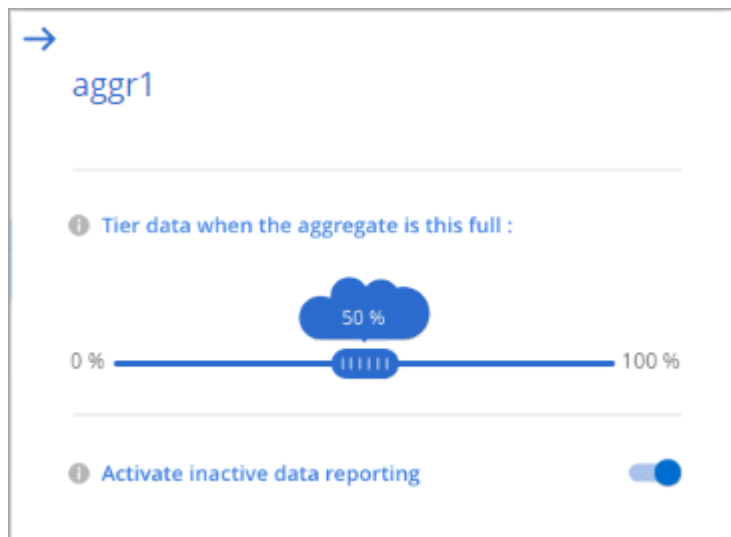 aggr1
Tier data when the aggregate is this full :
50 %
0 % 100 %
Activate inactive data reporting